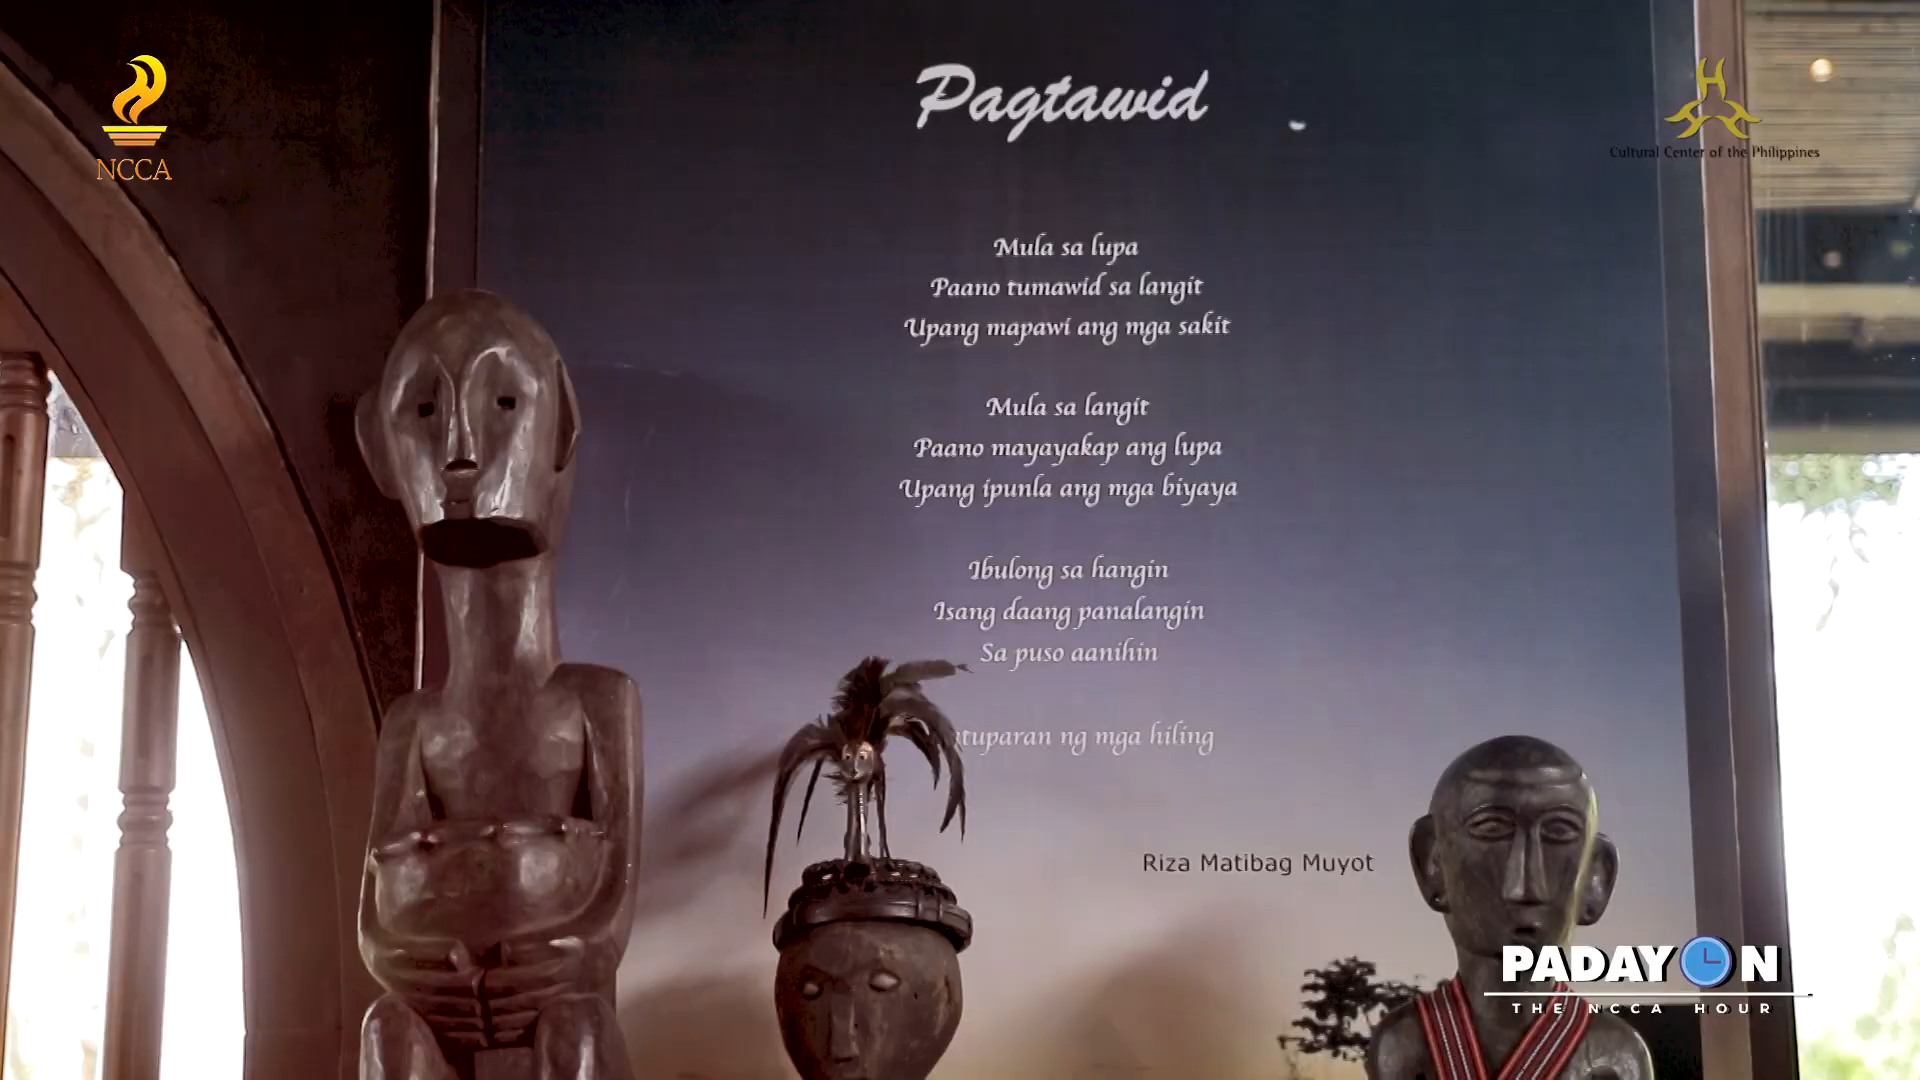 Pagtawid
NCCA
Cultural Center of the Philippines
Mula sa lupa
Paano tumawid sa langit
Upang mapawi ang mga sakit
Mula sa langit
Paano mayayakap ang lupa
Upang ipunla ang mga biyaya
Ibulong sa hangin
Isang daang panalangin
Sa puso aanihin
ng mga hiling
Riza Matibag Muyot
PADAYON
THE NCCA HOUR